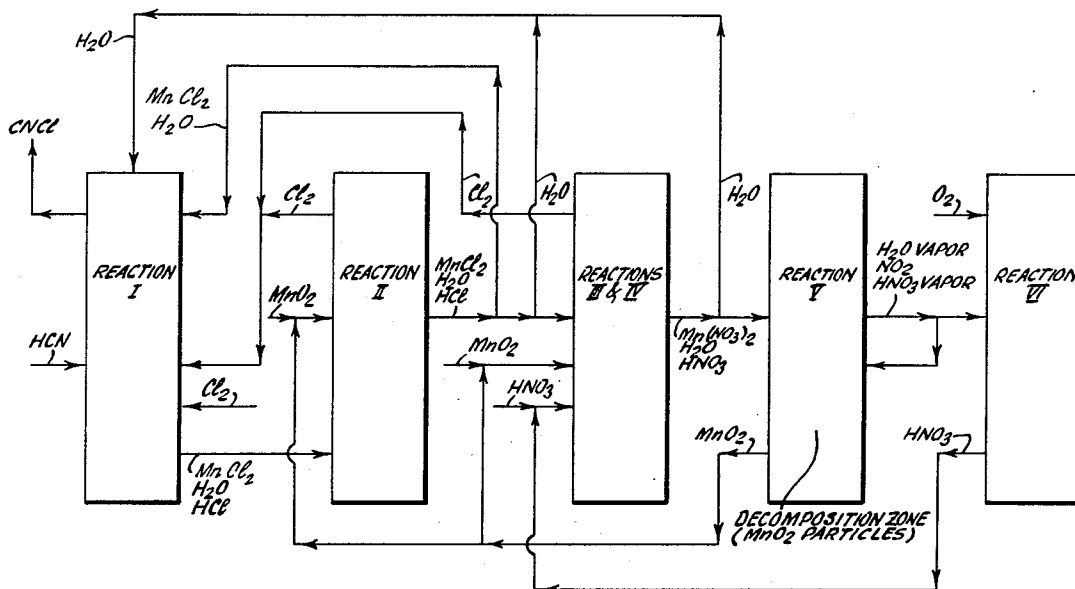 H2O
MnCl2
H2O
CNCl
Cl2
Cl2
H2O
H2O
O2
REACTION
I
REACTION
II
REACTIONS
III & IV
REACTION
V
REACTION
VI
H2O VAPOR
NO2
HNO3 VAPOR
MnO2
MnCl2
H2O
HCl
HCN
MnO2
Mn(NO3)2
H2O
HNO3
Cl2
HNO3
MnO2
HNO3
MnCl2
H2O
HCl
DECOMPOSITION ZONE
(MnO2 PARTICLES)